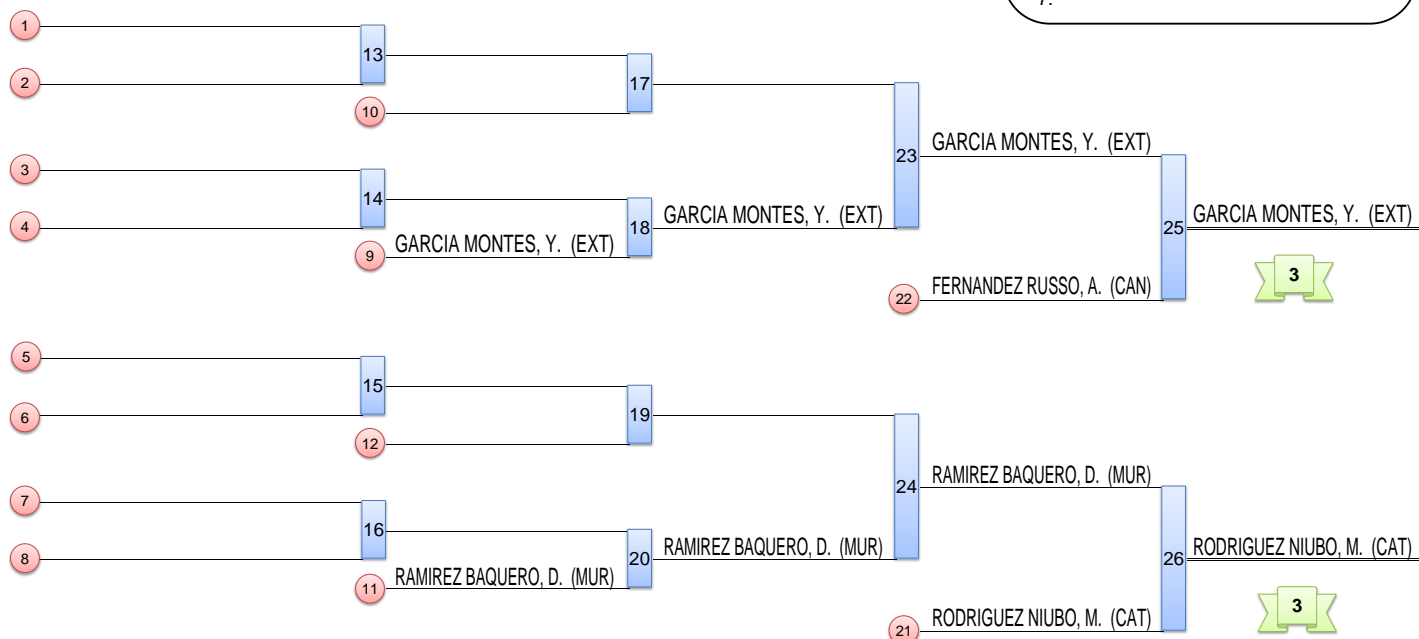 7.
1
13
2
17
10
3
GARCIA MONTES, Y. (EXT)
23
14
4
GARCIA MONTES, Y. (EXT)
18
GARCIA MONTES, Y. (EXT)
25
GARCIA MONTES, Y. (EXT)
9
3
FERNANDEZ RUSSO, A. (CAN)
22
5
15
6
19
12
RAMIREZ BAQUERO, D. (MUR)
24
7
16
RAMIREZ BAQUERO, D. (MUR)
20
RODRIGUEZ NIUBO, M. (CAT)
26
8
RAMIREZ BAQUERO, D. (MUR)
11
3
RODRIGUEZ NIUBO, M. (CAT)
21